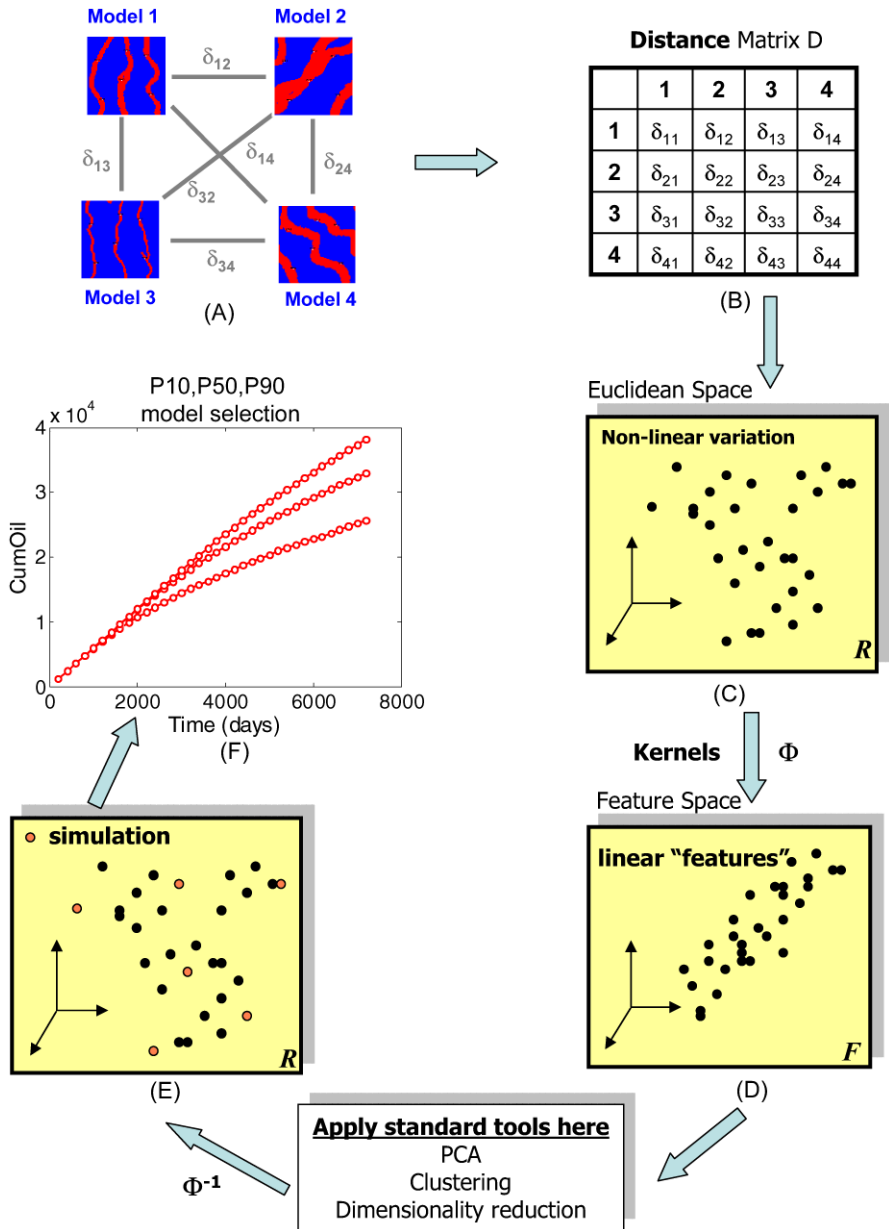 Model 1
Model 2
δ12
δ13
δ14
δ24
δ32
δ34
Model 3
Model 4
(A)
Distance Matrix D
1 2 3 4
1 δ11 δ12 δ13 δ14
2 δ21 δ22 δ23 δ24
3 δ31 δ32 δ33 δ34
4 δ41 δ42 δ43 δ44
(B)
Euclidean Space
Non-linear variation
R
(C)
Kernels Φ
Feature Space
linear “features”
F
(D)
Apply standard tools here
PCA
Clustering
Dimensionality reduction
Φ-1
simulation
R
(E)
P10,P50,P90
model selection
x 10^4
4
3
2
1
0
CumOil
0 2000 4000 6000 8000
Time (days)
(F)